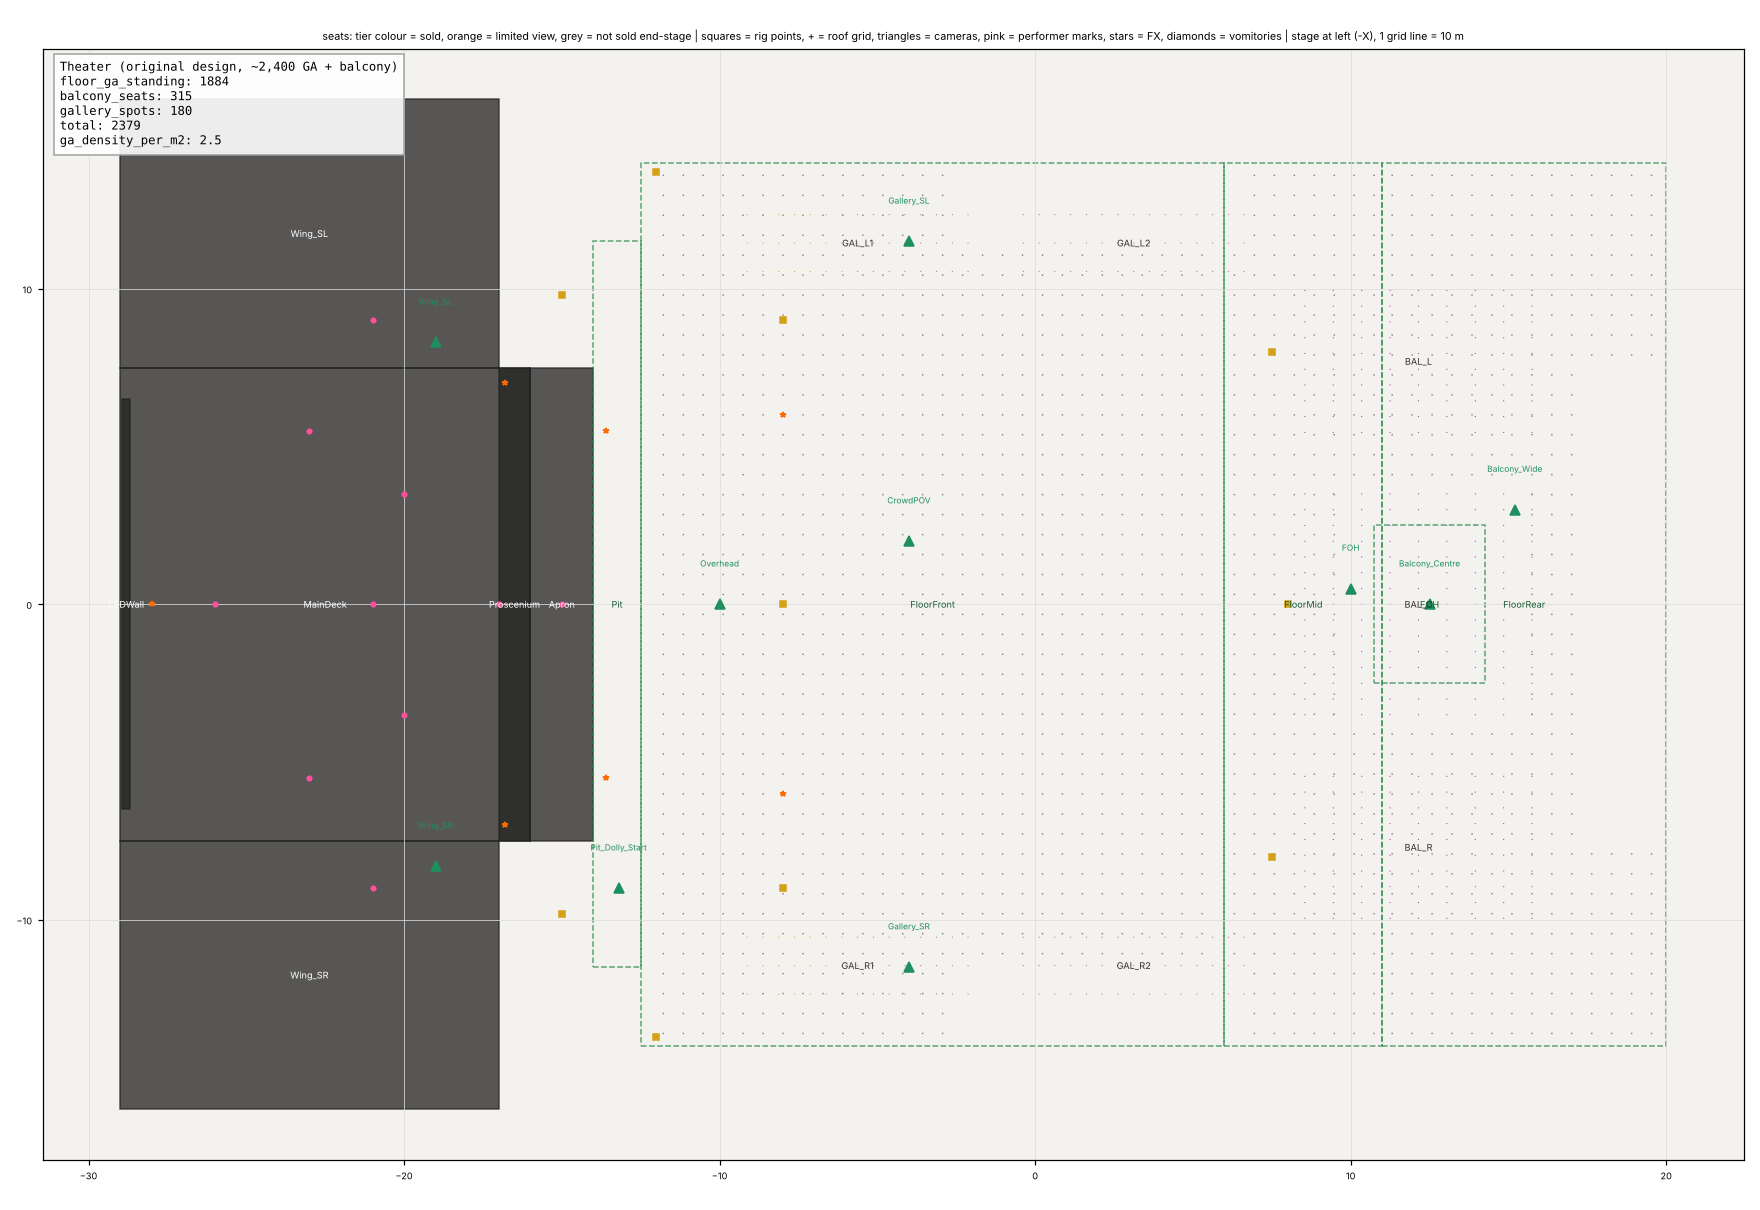 seats: tier colour = sold, orange = limited view, grey = not sold end-stage | squares = rig points, + = roof grid, triangles = cameras, pink = performer marks, stars = FX, diamonds = vomitories | stage at left (-X), 1 grid line = 10 m
Theater (original design, ~2,400 GA + balcony)
floor_ga_standing: 1884
balcony_seats: 315
gallery_spots: 180
total: 2379
ga_density_per_m2: 2.5
Gallery_SL
Wing_SL
GAL_L1
GAL_L2
10
Wing_SL
BAL_L
Balcony_Wide
CrowdPOV
FOH
Overhead
Balcony_Centre
0
MainDeck
Proscenium
Apron
Pit
FloorFront
FloorMid
FloorRear
Wing_SR
Pit_Dolly_Start
BAL_R
−10
Gallery_SR
GAL_R1
GAL_R2
Wing_SR
−30
−20
−10
0
10
20